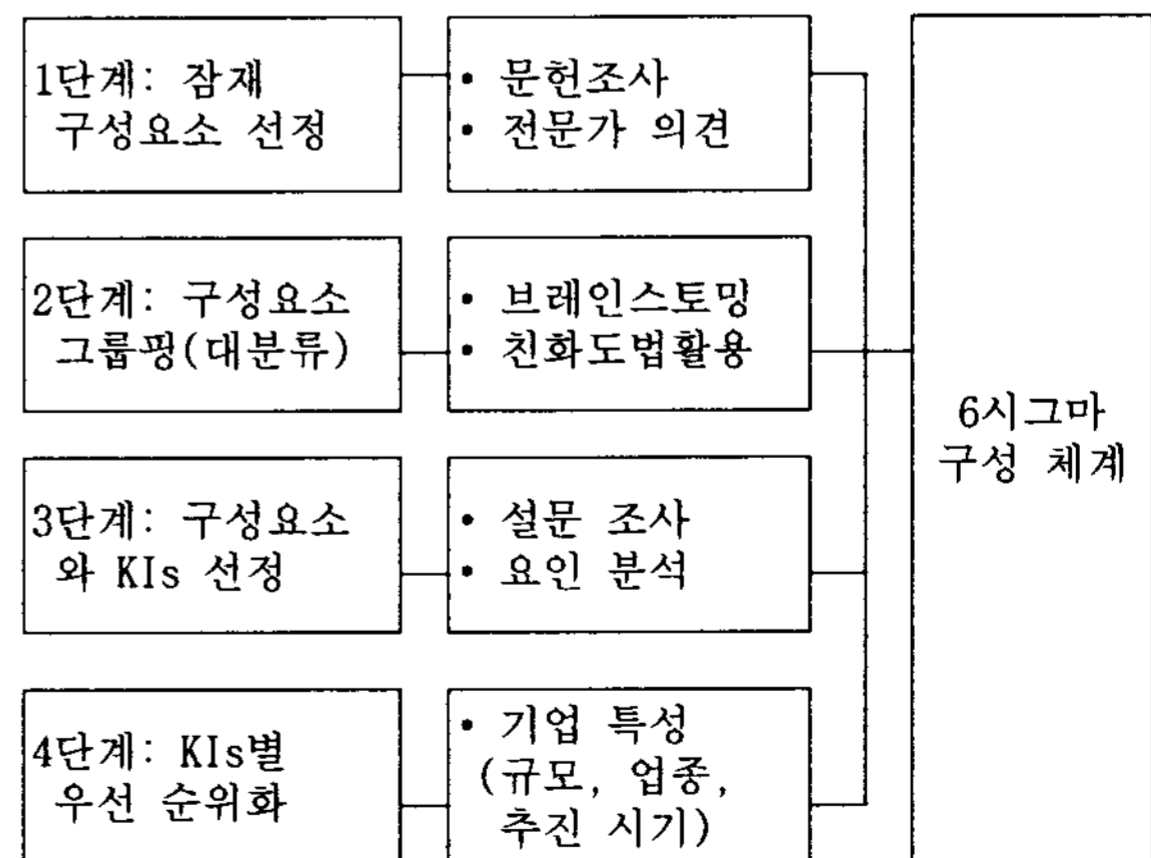 1단계: 잠재
구성요소 선정
• 문헌조사
• 전문가 의견
2단계: 구성요소
그룹핑(대분류)
• 브레인스토밍
• 친화도법활용
3단계: 구성요소
와 KIs 선정
• 설문 조사
• 요인 분석
4단계: KIs별
우선 순위화
• 기업 특성
(규모, 업종,
추진 시기)
6시그마
구성 체계